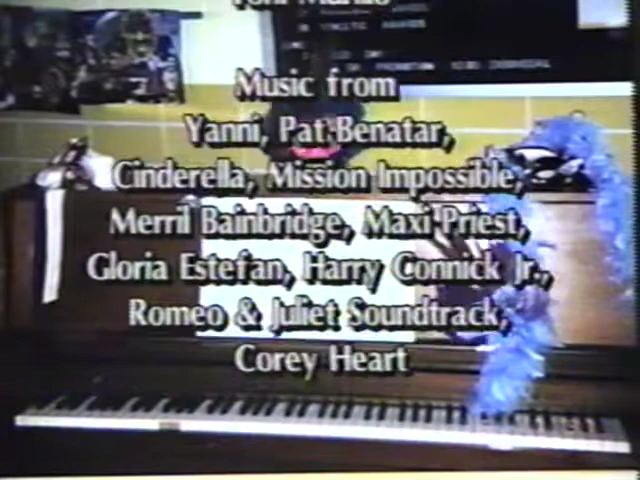 Music from
Yanni, Pat Benatar,
Cinderella, Mission Impossible,
Merril Bainbridge, Maxi Priest,
Gloria Estefan, Harry Connick Jr.,
Romeo & Juliet Soundtrack,
Corey Heart